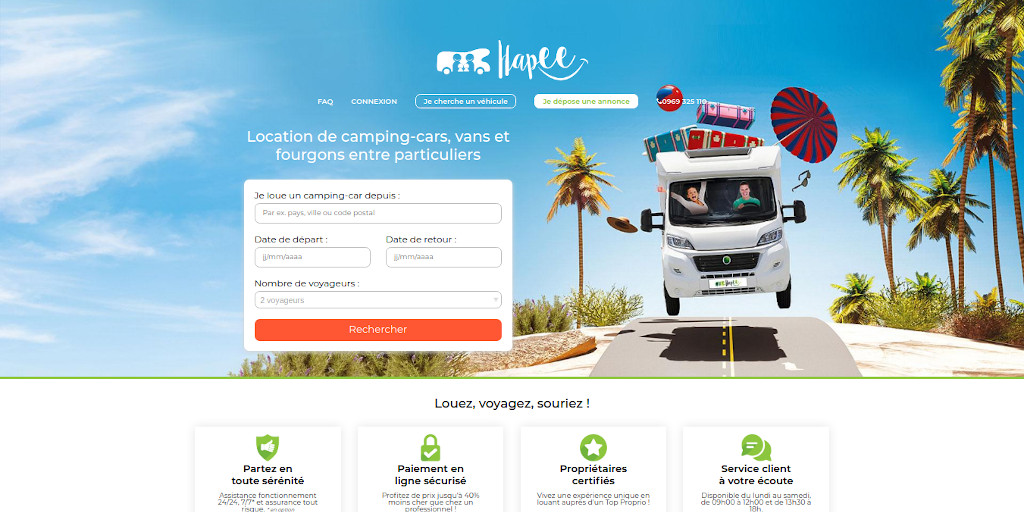 Hapee
FAQ
CONNEXION
Je cherche un véhicule
Je dépose une annonce
0969 325 110
Location de camping-cars, vans et
fourgons entre particuliers
Je loue un camping-car depuis :
Par ex. pays, ville ou code postal
Date de départ :
Date de retour :
jj/mm/aaaa
jj/mm/aaaa
Nombre de voyageurs :
2 voyageurs
Rechercher
Louez, voyagez, souriez !
Partez en
toute sérénité
Assistance fonctionnement
24/24, 7/7* et assurance tout
risque. * en option
Paiement en
ligne sécurisé
Profitez de prix jusqu'à 40%
moins cher que chez un
professionnel !
Propriétaires
certifiés
Vivez une expérience unique en
louant auprès d'un Top Proprio !
Service client
à votre écoute
Disponible du lundi au samedi,
de 09h00 à 12h00 et de 13h30 à
18h.